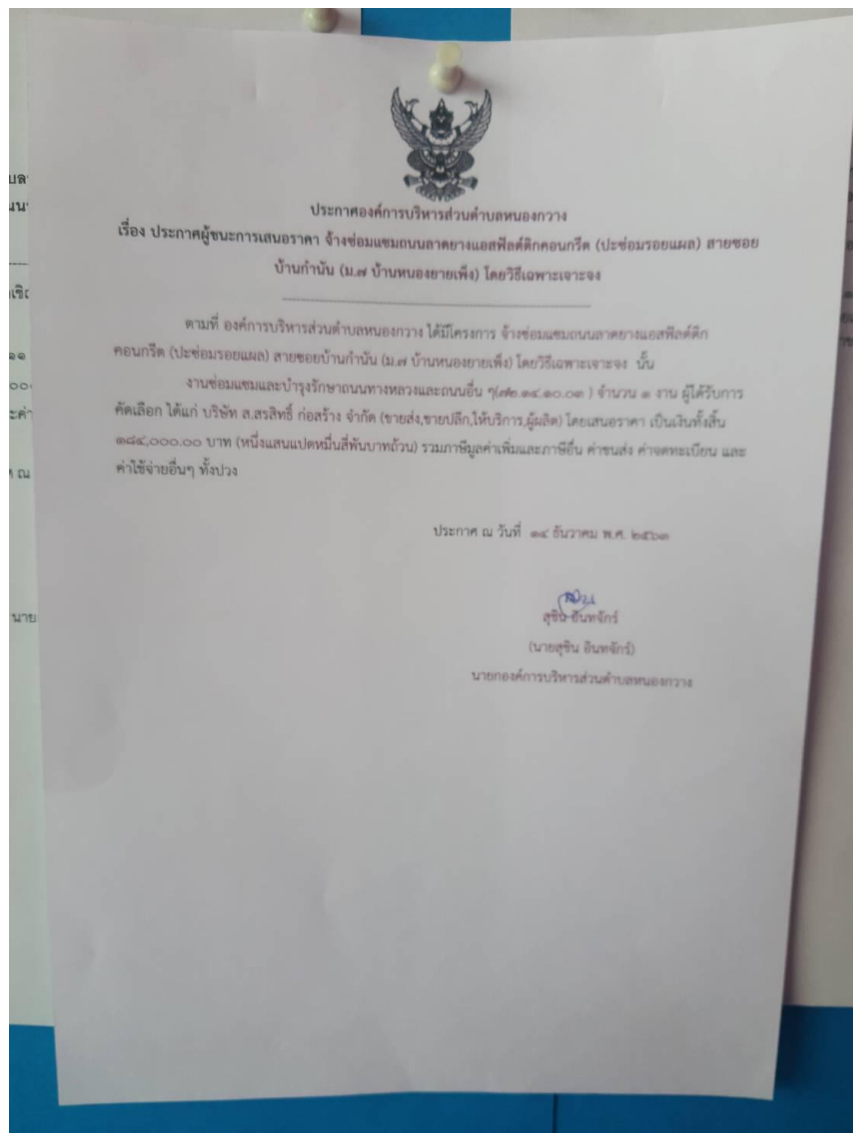 ประกาศองค์การบริหารส่วนตำบลหนองกวาง
เรื่อง ประกาศผู้ชนะการเสนอราคา จ้างซ่อมแซมถนนลาดยางแอสฟัลต์ติกคอนกรีต (ปะซ่อมรอยแผล) สายซอย
บ้านกำนัน (ม.๗ บ้านหนองยายเพ็ง) โดยวิธีเฉพาะเจาะจง
ตามที่ องค์การบริหารส่วนตำบลหนองกวาง ได้มีโครงการ จ้างซ่อมแซมถนนลาดยางแอสฟัลต์ติก
คอนกรีต (ปะซ่อมรอยแผล) สายซอยบ้านกำนัน (ม.๗ บ้านหนองยายเพ็ง) โดยวิธีเฉพาะเจาะจง นั้น
งานซ่อมแซมและบำรุงรักษาถนนทางหลวงและถนนอื่น ๆ(๗๒.๑๔.๑๐.๐๓ ) จำนวน ๑ งาน ผู้ได้รับการ
คัดเลือก ได้แก่ บริษัท ส.สรสิทธิ์ ก่อสร้าง จำกัด (ขายส่ง,ขายปลีก,ให้บริการ,ผู้ผลิต) โดยเสนอราคา เป็นเงินทั้งสิ้น
๑๘๔,๐๐๐.๐๐ บาท (หนึ่งแสนแปดหมื่นสี่พันบาทถ้วน) รวมภาษีมูลค่าเพิ่มและภาษีอื่น ค่าขนส่ง ค่าจดทะเบียน และ
ค่าใช้จ่ายอื่นๆ ทั้งปวง
ประกาศ ณ วันที่ ๑๔ ธันวาคม พ.ศ. ๒๕๖๓
สุชิน อินทจักร์
(นายสุชิน อินทจักร์)
นายกองค์การบริหารส่วนตำบลหนองกวาง